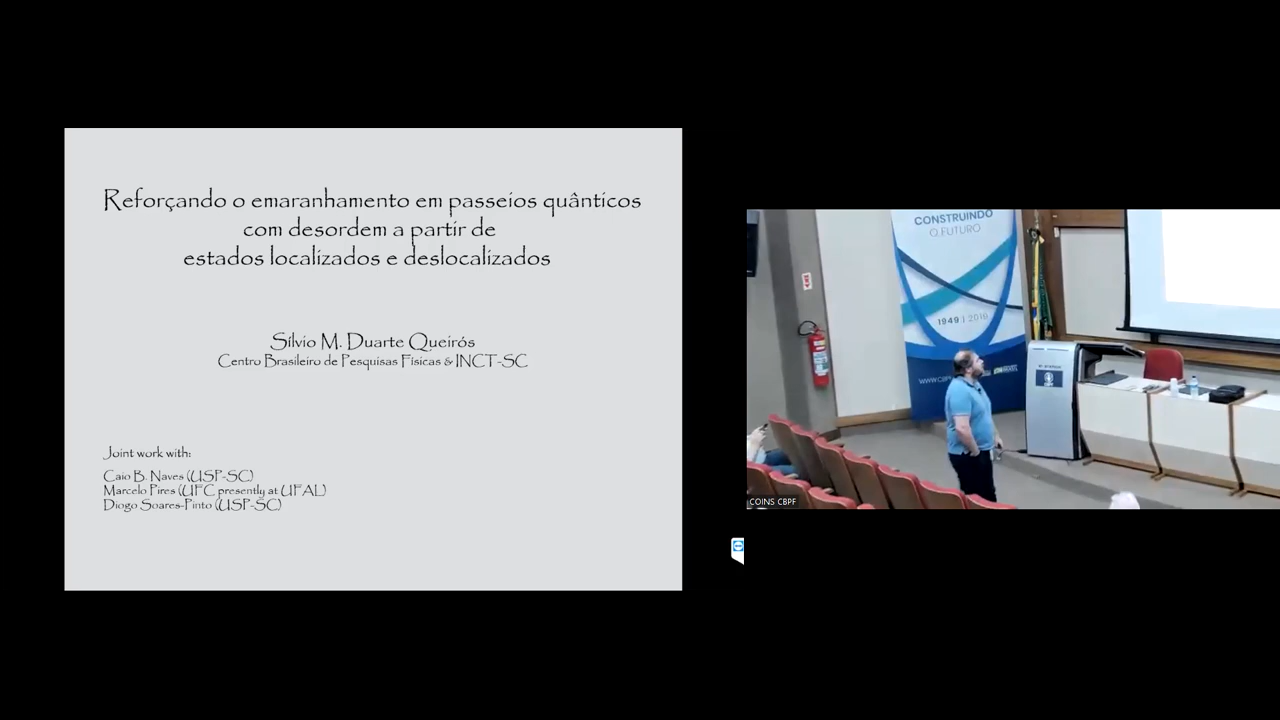 Reforçando o emaranhamento em passeios quânticos
com desordem a partir de
estados localizados e deslocalizados
Sílvio M. Duarte Queirós
Centro Brasileiro de Pesquisas Físicas & INCT-SC
Joint work with:
Caio B. Naves (USP-SC)
Marcelo Pires (UFC presently at UFAL)
Diogo Soares-Pinto (USP-SC)
CONSTRUINDO
O FUTURO
1949 | 2019
COINS CBPF